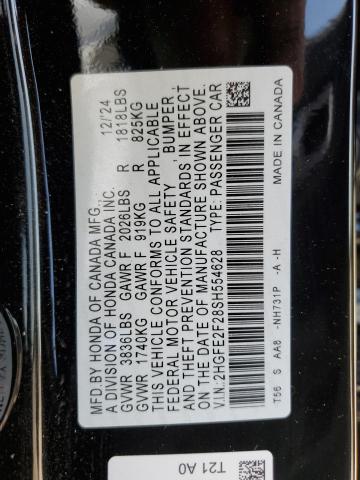 MFD.BY HONDA OF CANADA MFG., 12/'24
A DIVISION OF HONDA CANADA INC.
GVWR 3836LBS GAWR F 2026LBS R 1818LBS
GVWR 1740KG GAWR F 919KG R 825KG
THIS VEHICLE CONFORMS TO ALL APPLICABLE
FEDERAL MOTOR VEHICLE SAFETY, BUMPER,
AND THEFT PREVENTION STANDARDS IN EFFECT
ON THE DATE OF MANUFACTURE SHOWN ABOVE.
V.I.N.: 2HGFE2F28SH554628 TYPE: PASSENGER CAR
T56 S AA8 -NH731P -A -H MADE IN CANADA
T21 A0